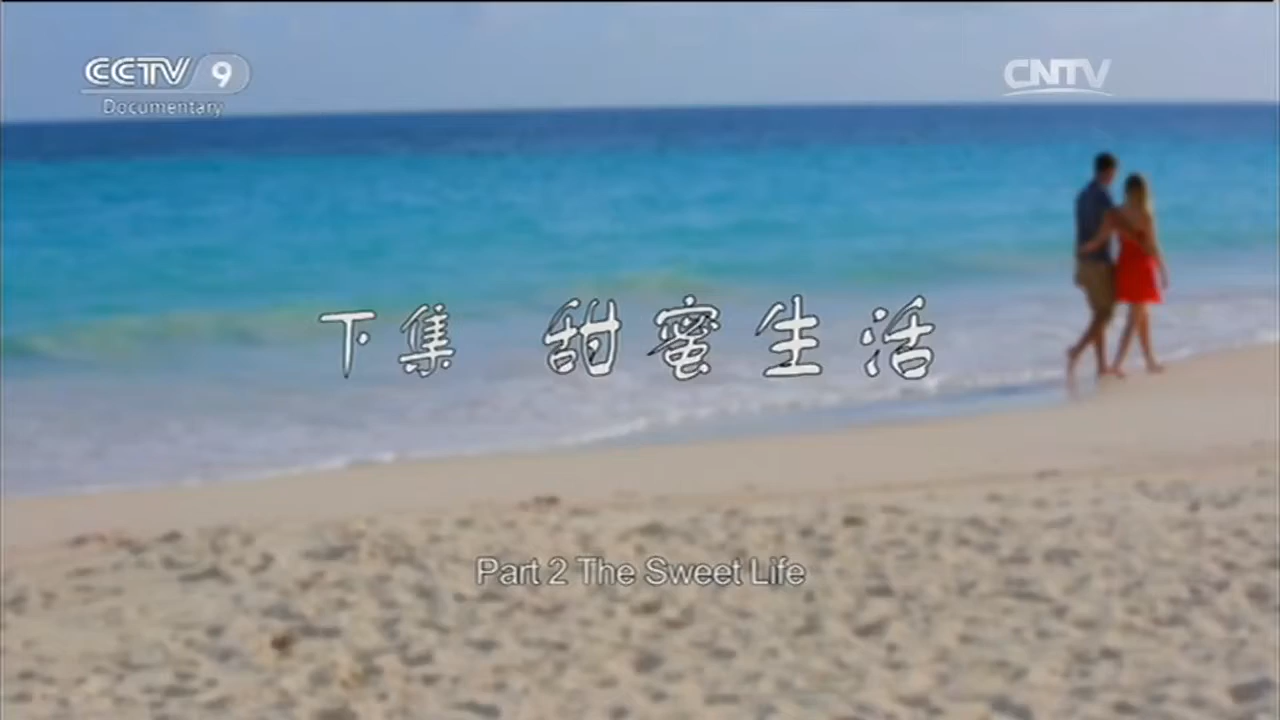 CCTV 9
Documentary
CNTV
下集 甜蜜生活
Part 2 The Sweet Life